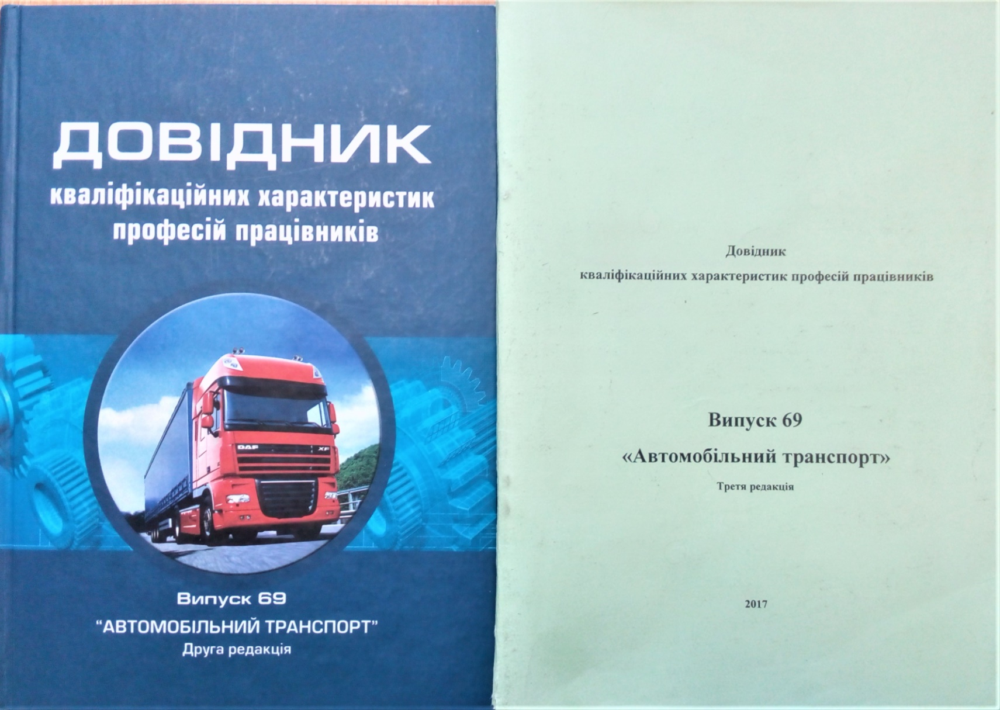 ДОВІДНИК
кваліфікаційних характеристик
професій працівників
DAF XF
Випуск 69
“АВТОМОБІЛЬНИЙ ТРАНСПОРТ”
Друга редакція
Довідник
кваліфікаційних характеристик професій працівників
Випуск 69
«Автомобільний транспорт»
Третя редакція
2017